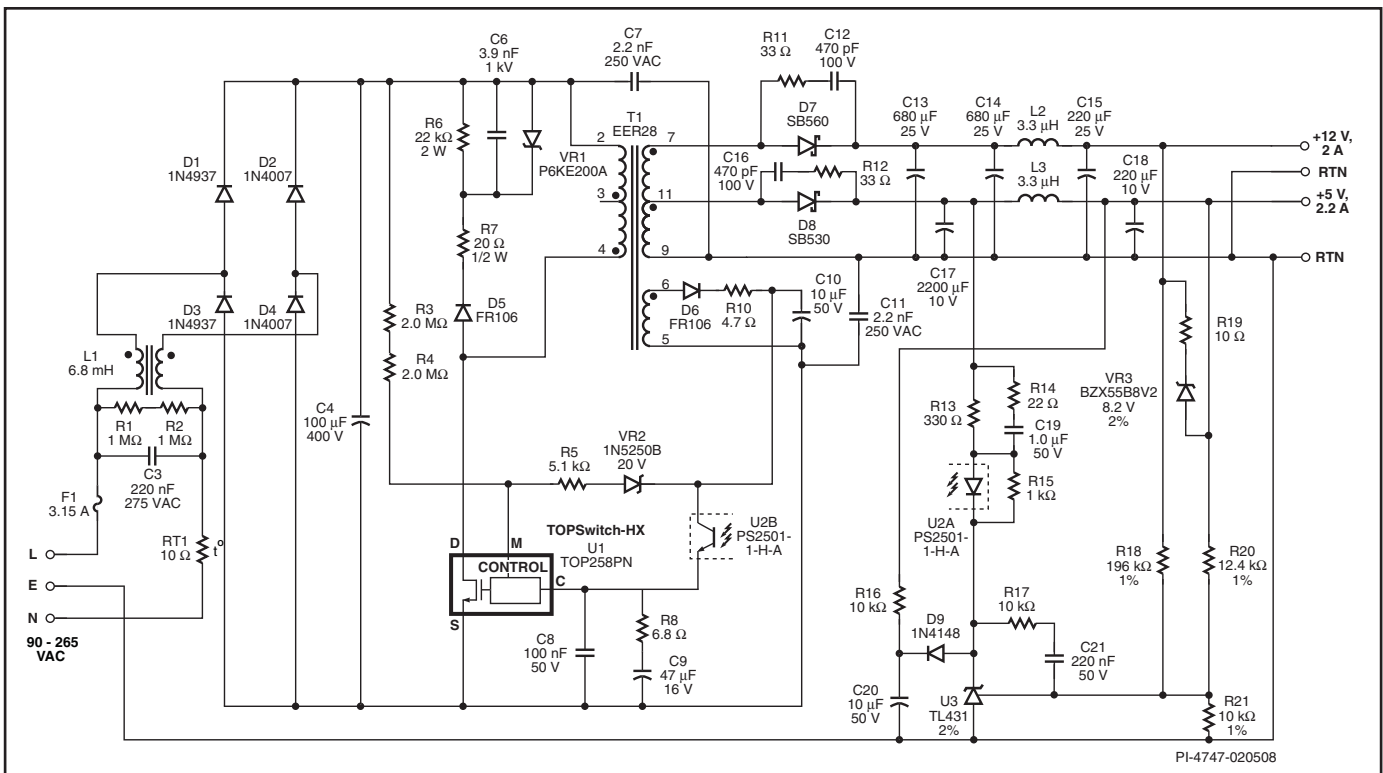 C6
3.9 nF
1 kV
C7
2.2 nF
250 VAC
R11
33 Ω
C12
470 pF
100 V
D7
SB560
C13
680 μF
25 V
C14
680 μF
25 V
L2
3.3 μH
C15
220 μF
25 V
+12 V,
2 A
RTN
+5 V,
2.2 A
RTN
R6
22 kΩ
2 W
VR1
P6KE200A
T1
EER28
2
3
4
7
11
9
6
5
C16
470 pF
100 V
R12
33 Ω
D8
SB530
L3
3.3 μH
C18
220 μF
10 V
D1
1N4937
D2
1N4007
D3
1N4937
D4
1N4007
R7
20 Ω
1/2 W
D5
FR106
R3
2.0 MΩ
R4
2.0 MΩ
D6
FR106
R10
4.7 Ω
C10
10 μF
50 V
C11
2.2 nF
250 VAC
C17
2200 μF
10 V
R19
10 Ω
VR3
BZX55B8V2
8.2 V
2%
L1
6.8 mH
R1
1 MΩ
R2
1 MΩ
C3
220 nF
275 VAC
C4
100 μF
400 V
F1
3.15 A
RT1
10 Ω
t°
L
E
N
90 - 265
VAC
R5
5.1 kΩ
VR2
1N5250B
20 V
U2B
PS2501-
1-H-A
TOPSwitch-HX
U1
TOP258PN
D
M
CONTROL
C
S
C8
100 nF
50 V
R8
6.8 Ω
C9
47 μF
16 V
R13
330 Ω
R14
22 Ω
C19
1.0 μF
50 V
R15
1 kΩ
U2A
PS2501-
1-H-A
R16
10 kΩ
D9
1N4148
R17
10 kΩ
C21
220 nF
50 V
C20
10 μF
50 V
U3
TL431
2%
R18
196 kΩ
1%
R20
12.4 kΩ
1%
R21
10 kΩ
1%
PI-4747-020508